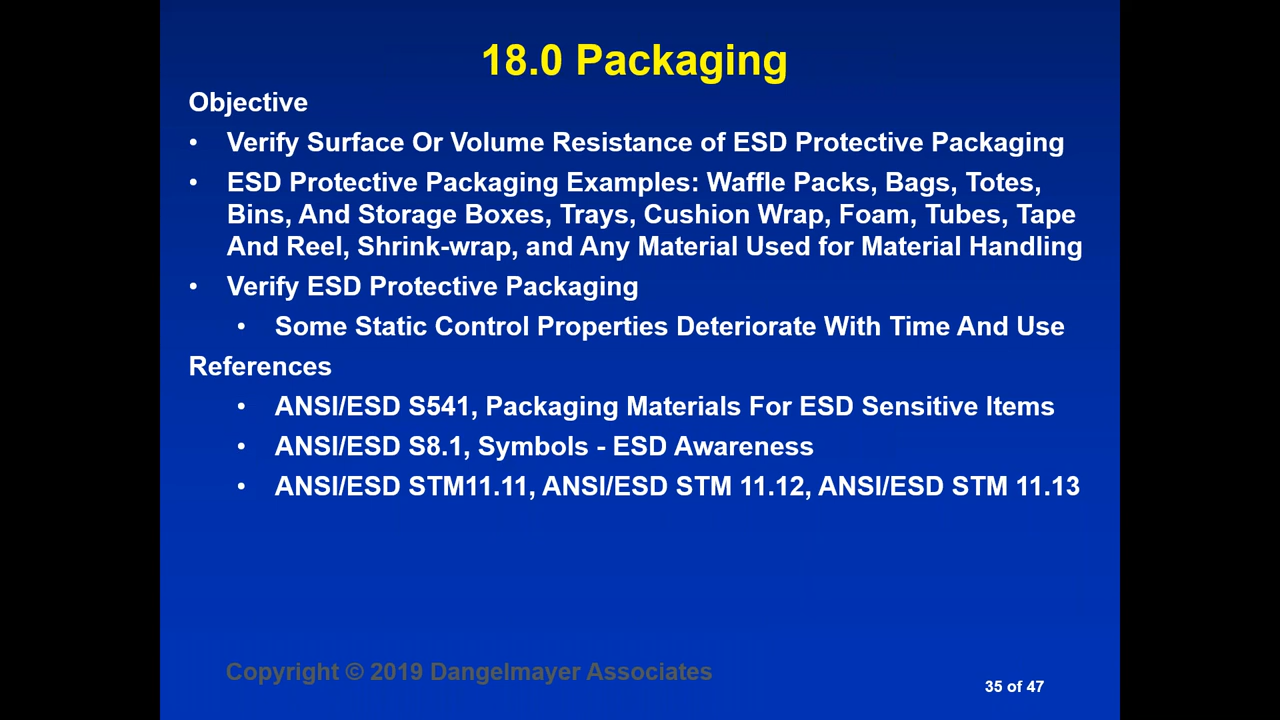 18.0 Packaging
Objective
• Verify Surface Or Volume Resistance of ESD Protective Packaging
• ESD Protective Packaging Examples: Waffle Packs, Bags, Totes,
Bins, And Storage Boxes, Trays, Cushion Wrap, Foam, Tubes, Tape
And Reel, Shrink-wrap, and Any Material Used for Material Handling
• Verify ESD Protective Packaging
• Some Static Control Properties Deteriorate With Time And Use
References
• ANSI/ESD S541, Packaging Materials For ESD Sensitive Items
• ANSI/ESD S8.1, Symbols - ESD Awareness
• ANSI/ESD STM11.11, ANSI/ESD STM 11.12, ANSI/ESD STM 11.13
Copyright © 2019 Dangelmayer Associates
35 of 47